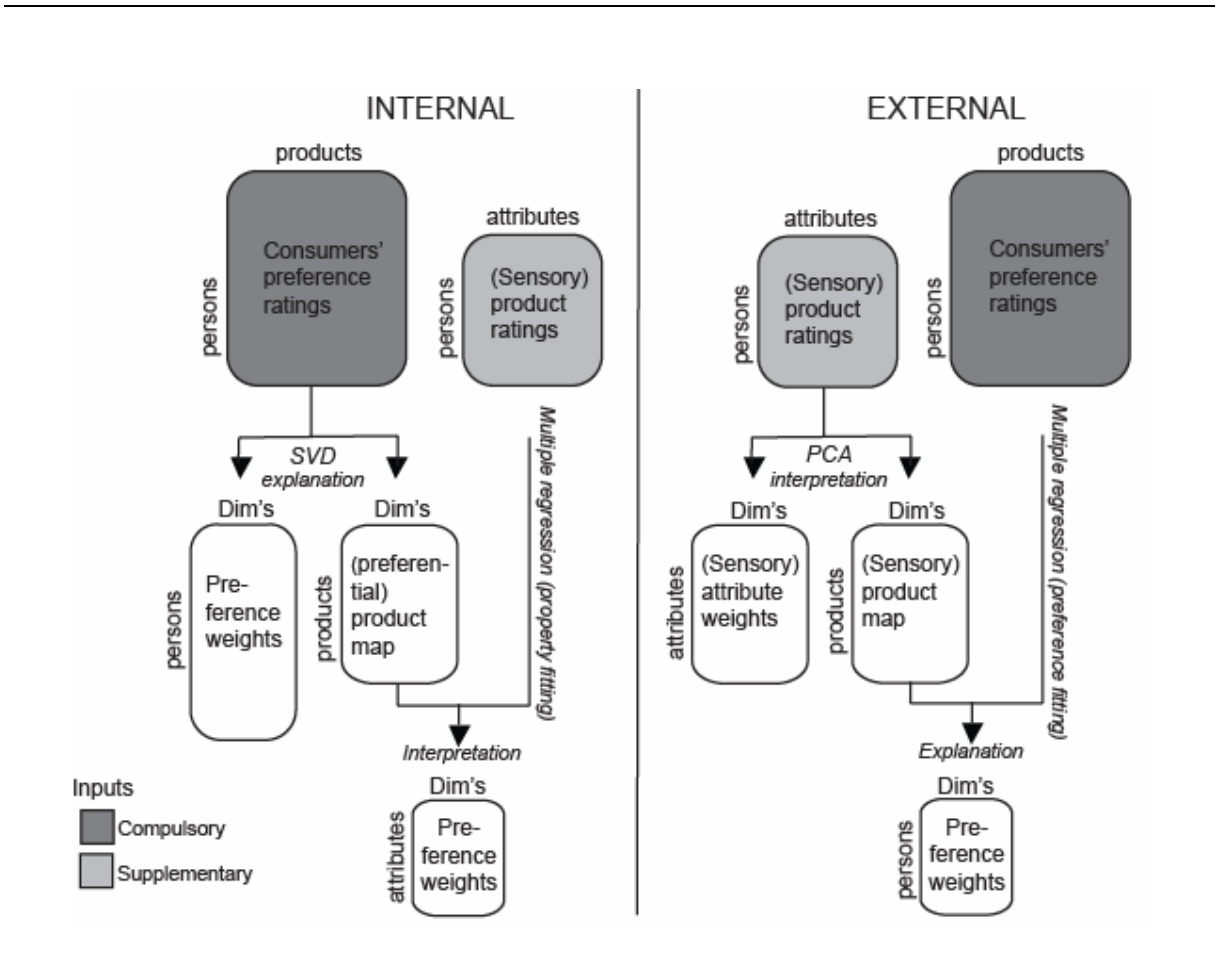 INTERNAL
products
persons
Consumers'
preference
ratings
attributes
persons
(Sensory)
product
ratings
SVD
explanation
Multiple regression (property fitting)
Dim's
persons
Pre-
ference
weights
Dim's
products
(preferen-
tial)
product
map
Interpretation
Dim's
attributes
Pre-
ference
weights
Inputs
Compulsory
Supplementary
EXTERNAL
attributes
persons
(Sensory)
product
ratings
products
persons
Consumers'
preference
ratings
PCA
interpretation
Multiple regression (preference fitting)
Dim's
attributes
(Sensory)
attribute
weights
Dim's
products
(Sensory)
product
map
Explanation
Dim's
persons
Pre-
ference
weights